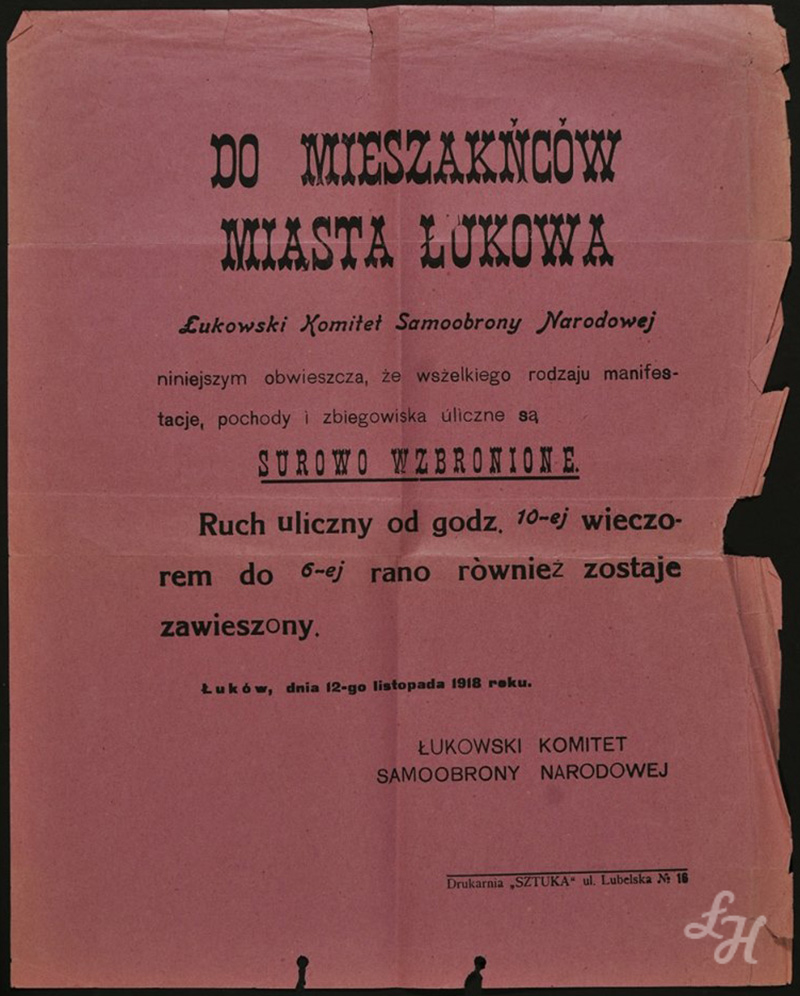 DO MIESZAKŃCÓW
MIASTA ŁUKOWA
Łukowski Komitet Samoobrony Narodowej
niniejszym obwieszcza, że wszelkiego rodzaju manifes-
tacje, pochody i zbiegowiska uliczne są
SUROWO WZBRONIONE.
Ruch uliczny od godz. 10-ej wieczo-
rem do 6-ej rano ròwnież zostaje
zawieszony.
Łuków, dnia 12-go listopada 1918 roku.
ŁUKOWSKI KOMITET
SAMOOBRONY NARODOWEJ
Drukarnia „SZTUKA“ ul. Lubelska № 16
ŁH